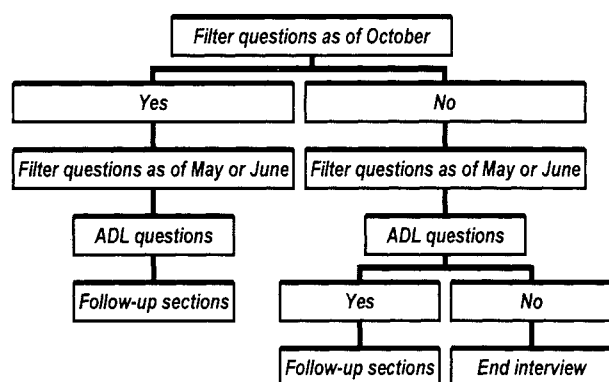 Filter questions as of October
Yes
No
Filter questions as of May or June
Filter questions as of May or June
ADL questions
ADL questions
Follow-up sections
Yes
No
Follow-up sections
End interview